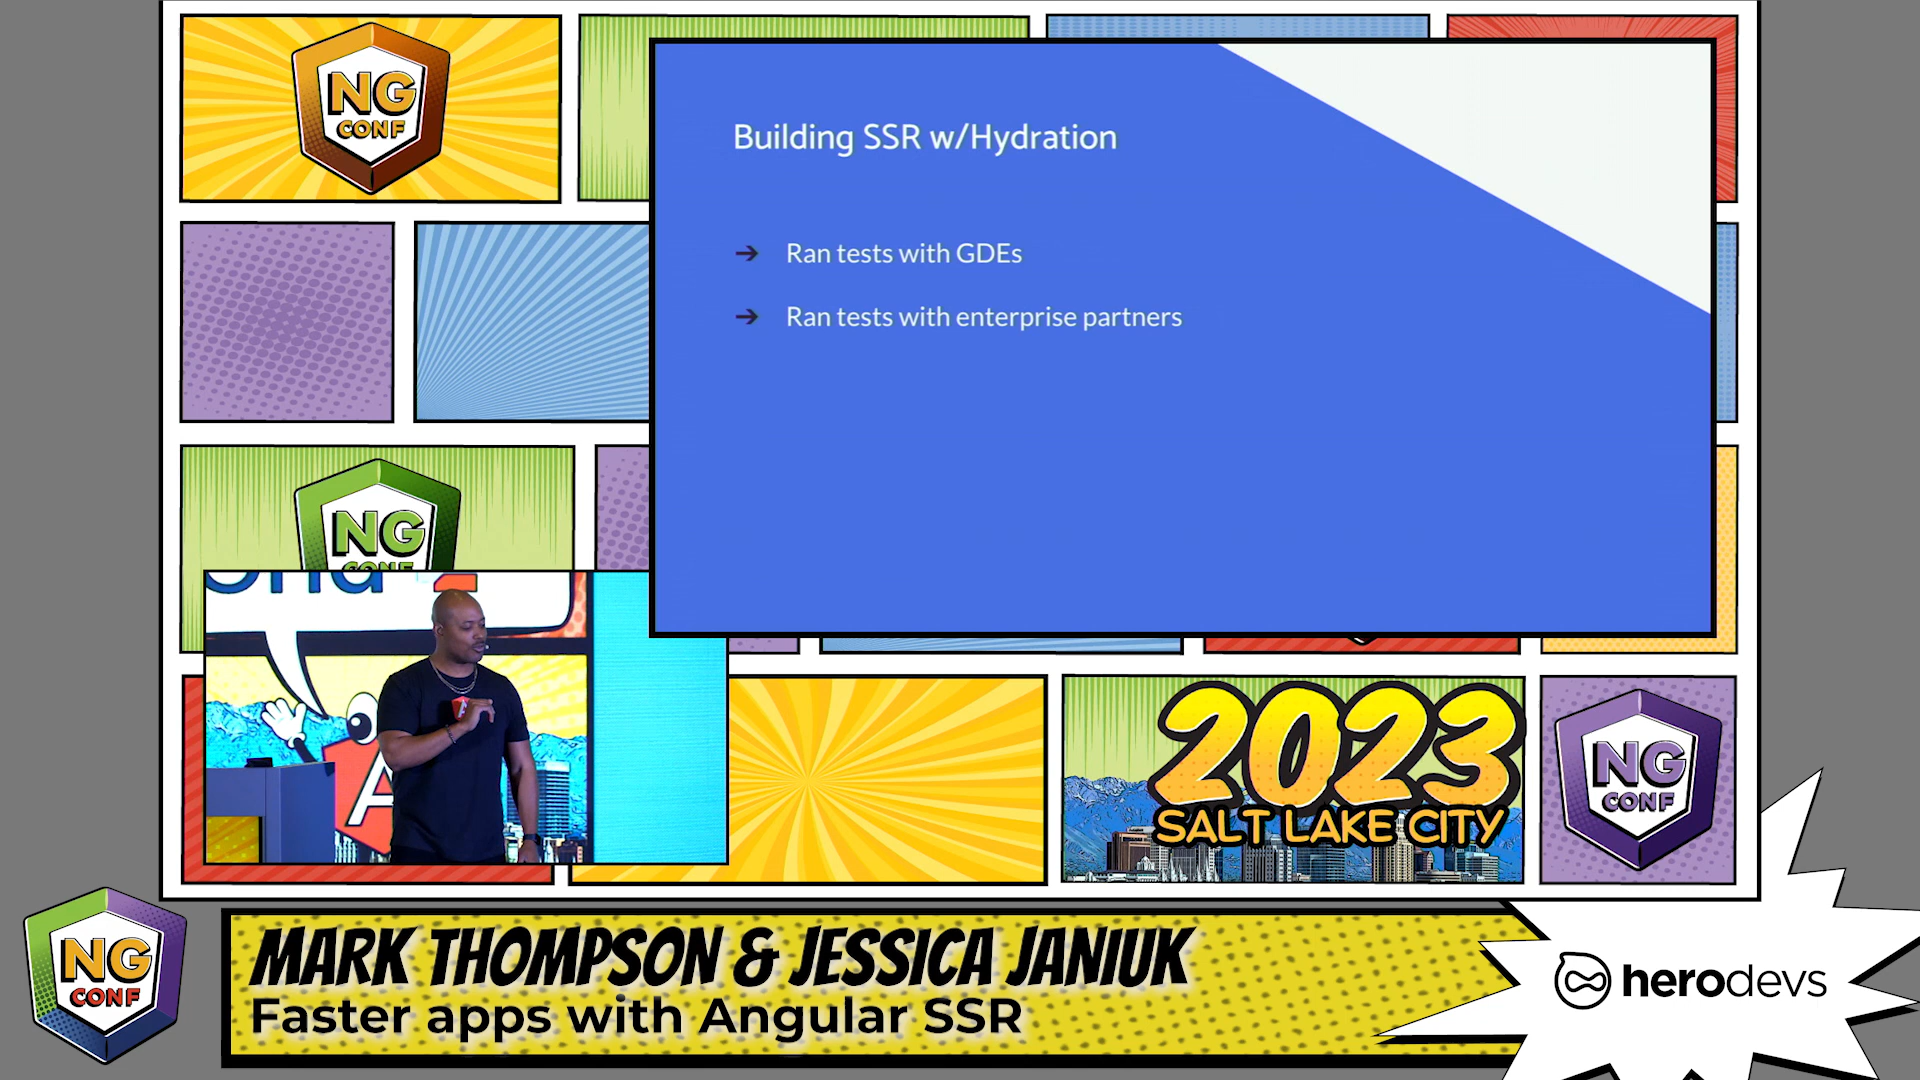 NG
CONF
Building SSR w/Hydration
➔ Ran tests with GDEs
➔ Ran tests with enterprise partners
NG
CONF
A
2023
SALT LAKE CITY
NG
CONF
NG
CONF
MARK THOMPSON & JESSICA JANIUK
Faster apps with Angular SSR
herodevs